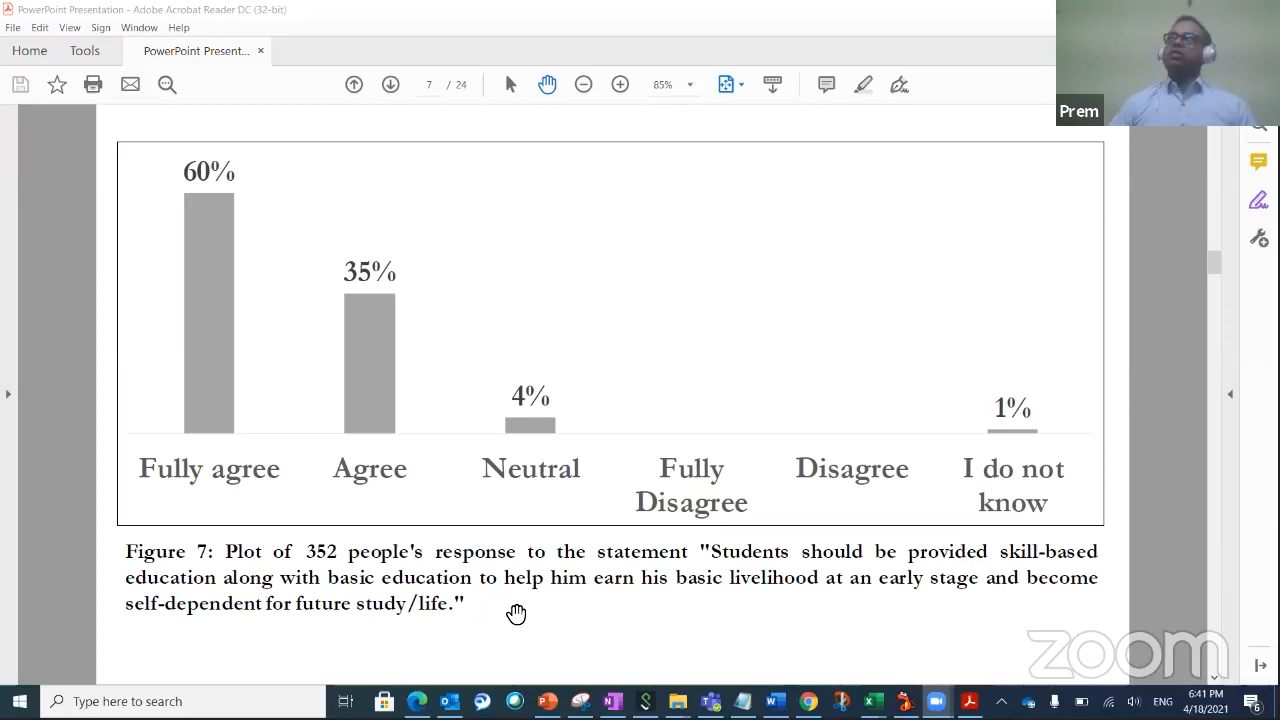 PowerPoint Presentation - Adobe Acrobat Reader DC (32-bit)
File Edit View Sign Window Help
Home Tools PowerPoint Present... ×
7 / 24 85%
Prem
60%
35%
4%
1%
Fully agree Agree Neutral Fully Disagree Disagree I do not know
Figure 7: Plot of 352 people's response to the statement "Students should be provided skill-based
education along with basic education to help him earn his basic livelihood at an early stage and become
self-dependent for future study/life."
zoom
Type here to search
ENG 6:41 PM
4/18/2021
6